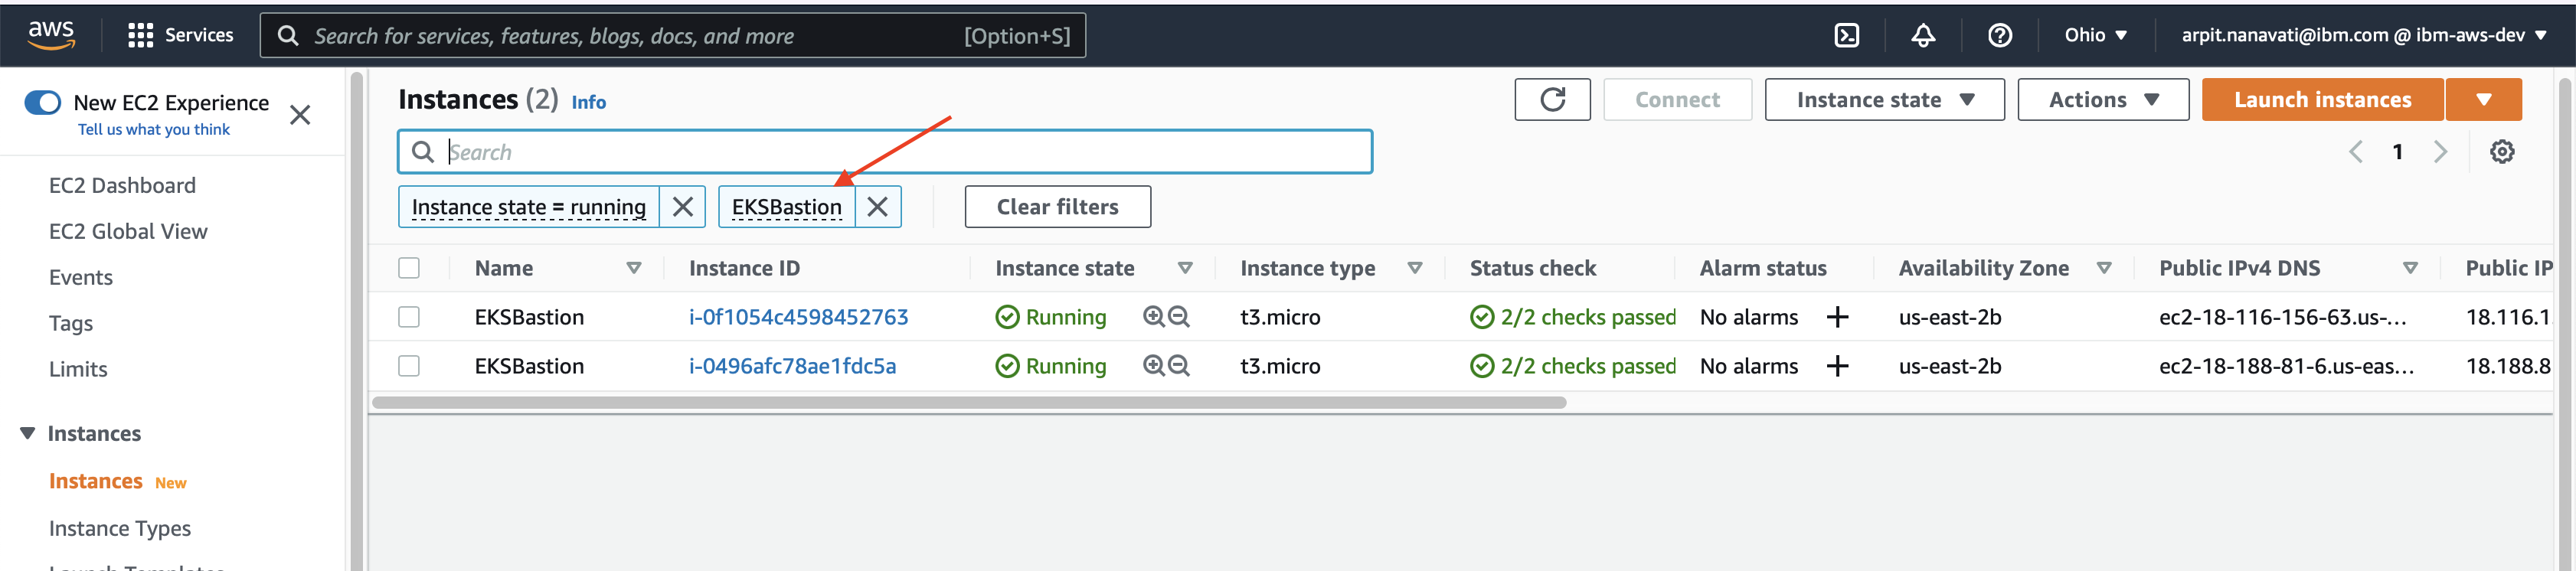 aws Services Search for services, features, blogs, docs, and more [Option+S] Ohio ▼ arpit.nanavati@ibm.com @ ibm-aws-dev ▼
New EC2 Experience
Tell us what you think
EC2 Dashboard
EC2 Global View
Events
Tags
Limits
Instances
Instances New
Instance Types
Launch Templates
Instances (2) Info Connect Instance state Actions Launch instances
Search 1
Instance state = running EKSBastion Clear filters
Name Instance ID Instance state Instance type Status check Alarm status Availability Zone Public IPv4 DNS Public IP
EKSBastion i-0f1054c4598452763 Running t3.micro 2/2 checks passed No alarms + us-east-2b ec2-18-116-156-63.us-... 18.116.1
EKSBastion i-0496afc78ae1fdc5a Running t3.micro 2/2 checks passed No alarms + us-east-2b ec2-18-188-81-6.us-eas... 18.188.8